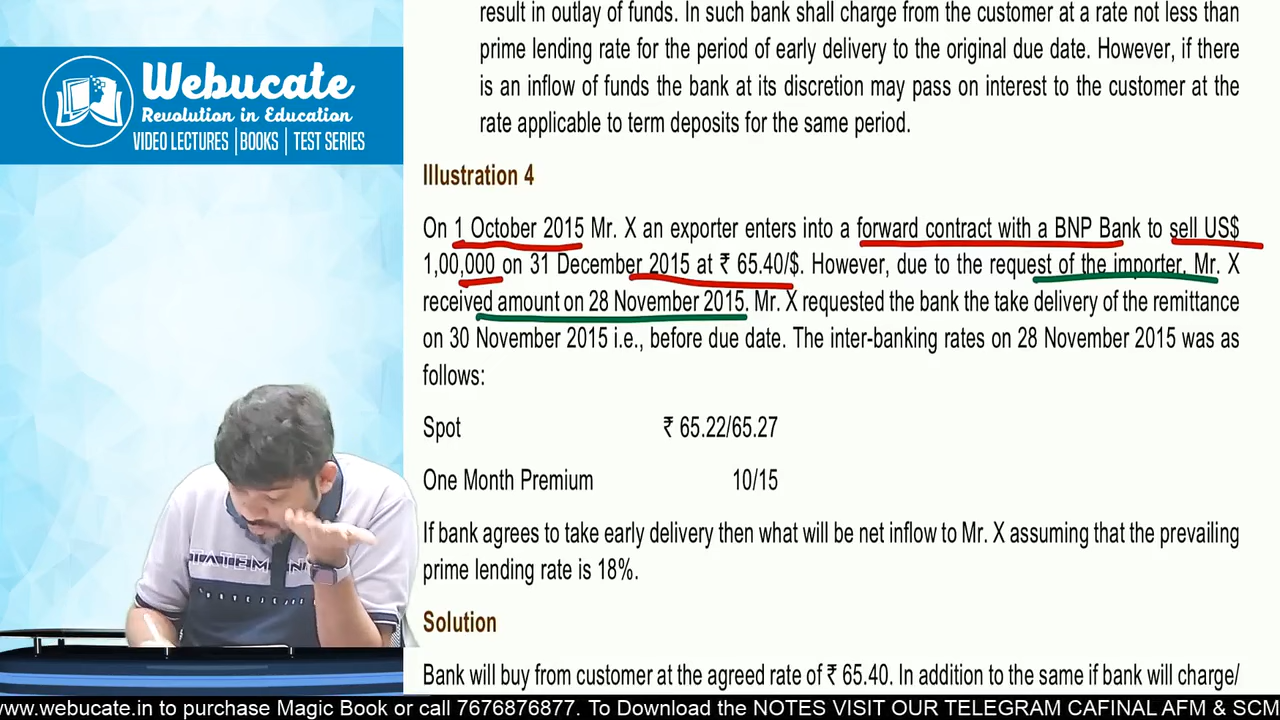 result in outlay of funds. In such bank shall charge from the customer at a rate not less than
prime lending rate for the period of early delivery to the original due date. However, if there
is an inflow of funds the bank at its discretion may pass on interest to the customer at the
rate applicable to term deposits for the same period.
Webucate
Revolution in Education
VIDEO LECTURES | BOOKS | TEST SERIES
Illustration 4
On 1 October 2015 Mr. X an exporter enters into a forward contract with a BNP Bank to sell US$
1,00,000 on 31 December 2015 at ₹ 65.40/$. However, due to the request of the importer, Mr. X
received amount on 28 November 2015. Mr. X requested the bank the take delivery of the remittance
on 30 November 2015 i.e., before due date. The inter-banking rates on 28 November 2015 was as
follows:
Spot ₹ 65.22/65.27
One Month Premium 10/15
If bank agrees to take early delivery then what will be net inflow to Mr. X assuming that the prevailing
prime lending rate is 18%.
Solution
Bank will buy from customer at the agreed rate of ₹ 65.40. In addition to the same if bank will charge/
www.webucate.in to purchase Magic Book or call 7676876877. To Download the NOTES VISIT OUR TELEGRAM CAFINAL AFM & SCM